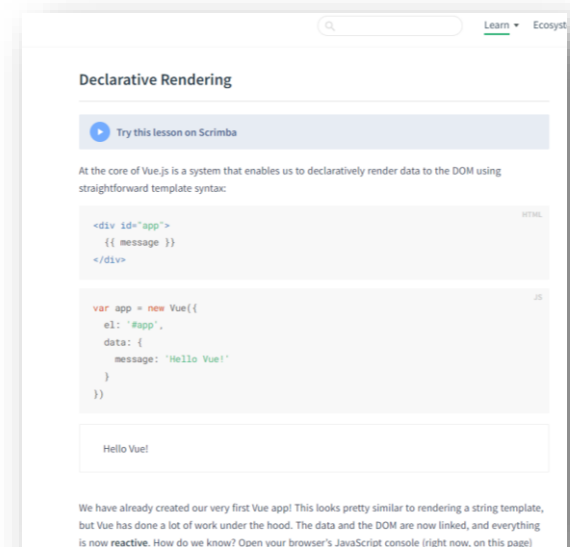 Learn
Declarative Rendering
Try this lesson on Scrimba
At the core of Vue.js is a system that enables us to declaratively render data to the DOM using
straightforward template syntax:
HTML
<div id="app">
  {{ message }}
</div>
JS
var app = new Vue({
  el: '#app',
  data: {
    message: 'Hello Vue!'
  }
})
Hello Vue!
We have already created our very first Vue app! This looks pretty similar to rendering a string template,
but Vue has done a lot of work under the hood. The data and the DOM are now linked, and everything
is now reactive. How do we know? Open your browser's JavaScript console (right now, on this page)